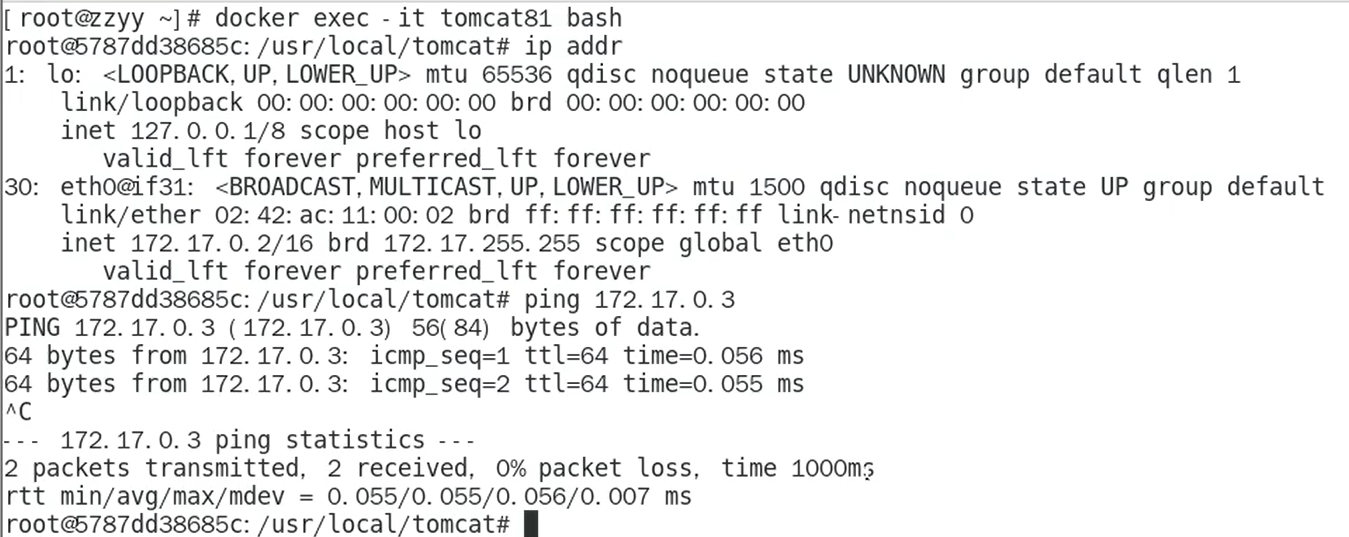 [root@zzyy ~]# docker exec -it tomcat81 bash
root@5787dd38685c:/usr/local/tomcat# ip addr
1: lo: <LOOPBACK,UP,LOWER_UP> mtu 65536 qdisc noqueue state UNKNOWN group default qlen 1
    link/loopback 00:00:00:00:00:00 brd 00:00:00:00:00:00
    inet 127.0.0.1/8 scope host lo
       valid_lft forever preferred_lft forever
30: eth0@if31: <BROADCAST,MULTICAST,UP,LOWER_UP> mtu 1500 qdisc noqueue state UP group default
    link/ether 02:42:ac:11:00:02 brd ff:ff:ff:ff:ff:ff link-netnsid 0
    inet 172.17.0.2/16 brd 172.17.255.255 scope global eth0
       valid_lft forever preferred_lft forever
root@5787dd38685c:/usr/local/tomcat# ping 172.17.0.3
PING 172.17.0.3 (172.17.0.3) 56(84) bytes of data.
64 bytes from 172.17.0.3: icmp_seq=1 ttl=64 time=0.056 ms
64 bytes from 172.17.0.3: icmp_seq=2 ttl=64 time=0.055 ms
^C
--- 172.17.0.3 ping statistics ---
2 packets transmitted, 2 received, 0% packet loss, time 1000ms
rtt min/avg/max/mdev = 0.055/0.055/0.056/0.007 ms
root@5787dd38685c:/usr/local/tomcat#